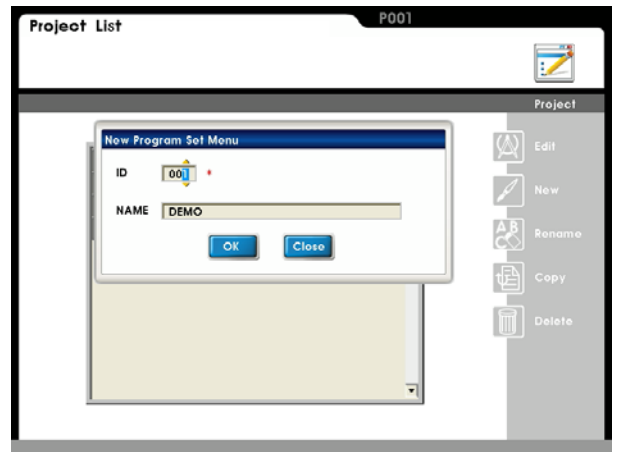 Project List
P001
Project
New Program Set Menu
ID 001 *
NAME DEMO
OK Close
Edit
New
A B C
Rename
Copy
Delete